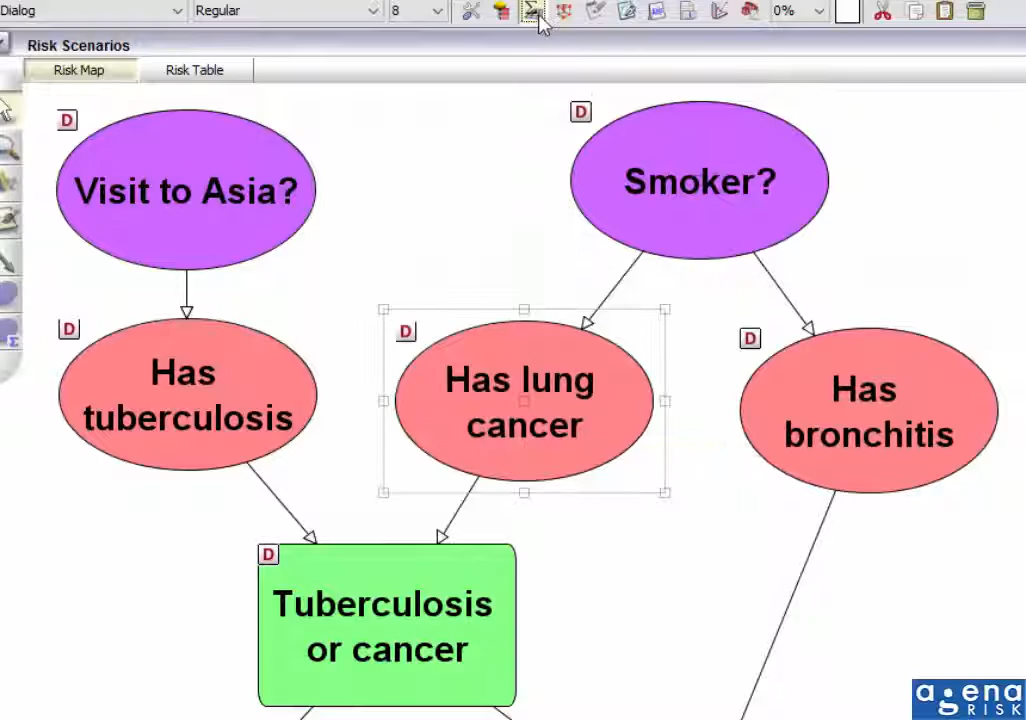 Dialog
Regular
8
0%
Risk Scenarios
Risk Map
Risk Table
D
D
Visit to Asia?
Smoker?
D
D
D
Has
tuberculosis
Has lung
cancer
Has
bronchitis
D
Tuberculosis
or cancer
agena
RISK